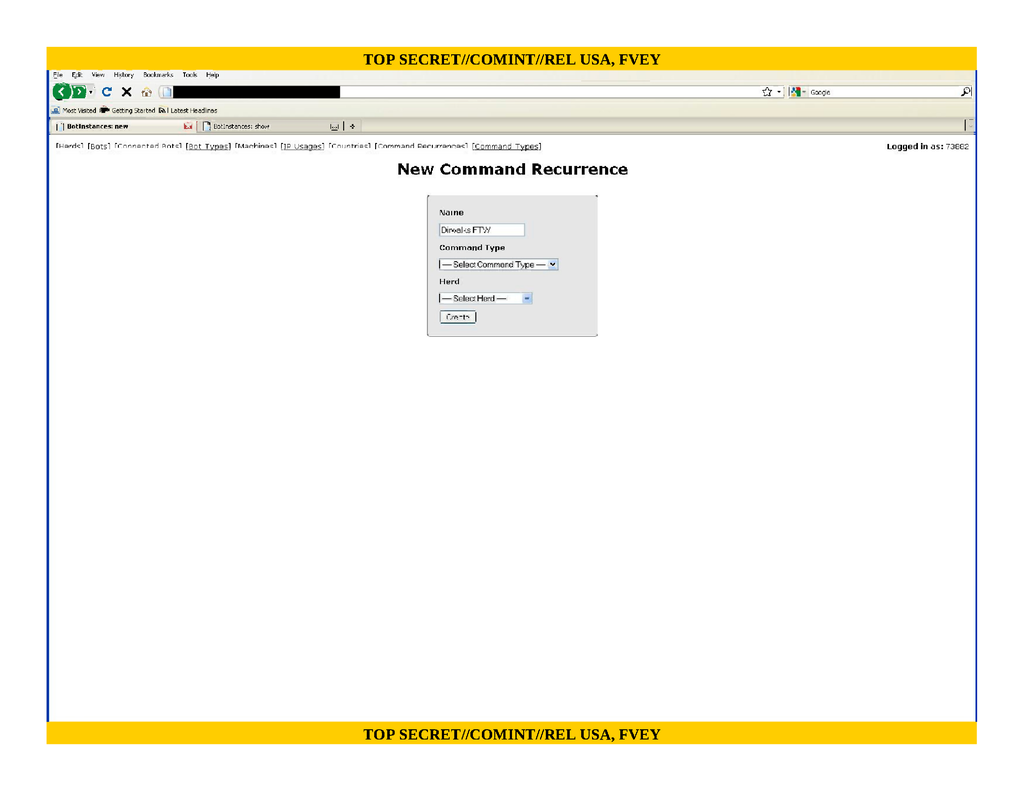 TOP SECRET//COMINT//REL USA, FVEY
File Edit View History Bookmarks Tools Help
Google
Most Visited Getting Started Latest Headlines
BotInstances: new BotInstances: show
[Herds] [Bots] [Connected Bots] [Bot Types] [Machines] [IP Usages] [Countries] [Command Recurrences] [Command Types] Logged in as: 73882
New Command Recurrence
Name
Dirwalks FTW
Command Type
— Select Command Type —
Herd
— Select Herd —
Create
TOP SECRET//COMINT//REL USA, FVEY